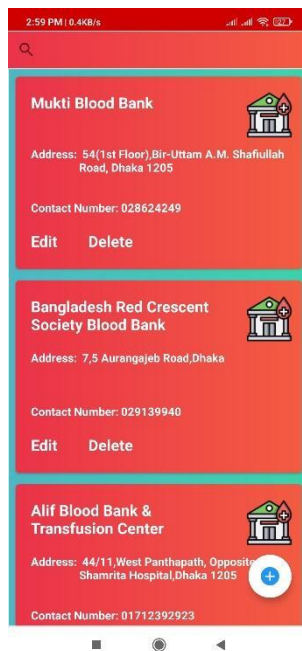 2:59 PM | 0.4KB/s
Mukti Blood Bank
Address: 54(1st Floor),Bir-Uttam A.M. Shafiullah
Road, Dhaka 1205
Contact Number: 028624249
Edit Delete
Bangladesh Red Crescent
Society Blood Bank
Address: 7,5 Aurangajeb Road,Dhaka
Contact Number: 029139940
Edit Delete
Alif Blood Bank &
Transfusion Center
Address: 44/11,West Panthapath, Opposite
Shamrita Hospital,Dhaka 1205
Contact Number: 01712392923